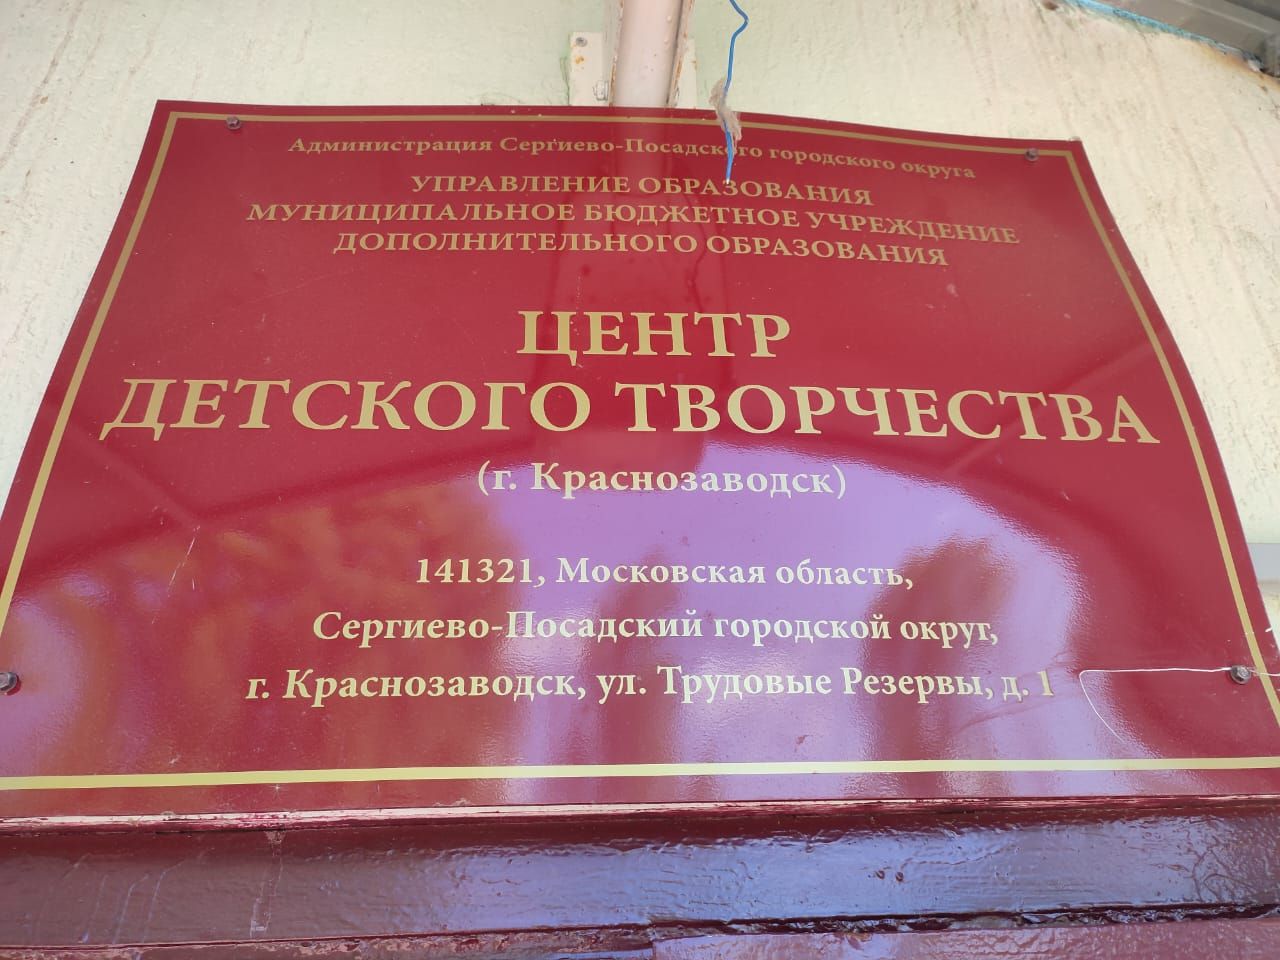 Администрация Сергиево-Посадского городского округа
УПРАВЛЕНИЕ ОБРАЗОВАНИЯ
МУНИЦИПАЛЬНОЕ БЮДЖЕТНОЕ УЧРЕЖДЕНИЕ
ДОПОЛНИТЕЛЬНОГО ОБРАЗОВАНИЯ
ЦЕНТР
ДЕТСКОГО ТВОРЧЕСТВА
(г. Краснозаводск)
141321, Московская область,
Сергиево-Посадский городской округ,
г. Краснозаводск, ул. Трудовые Резервы, д. 1